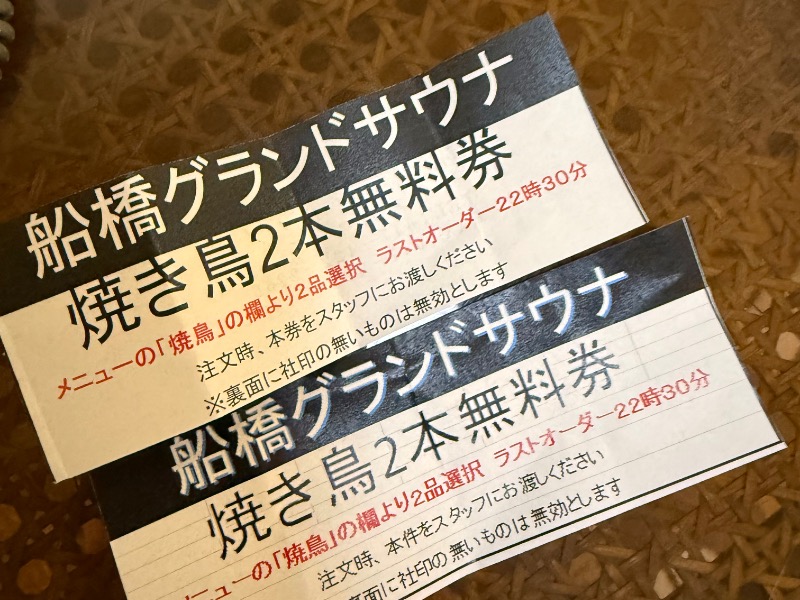 船橋グランドサウナ
焼き鳥2本無料券
メニューの「焼鳥」の欄より2品選択 ラストオーダー22時30分
注文時、本券をスタッフにお渡しください
※裏面に社印の無いものは無効とします
船橋グランドサウナ
焼き鳥2本無料券
ニューの「焼鳥」の欄より2品選択 ラストオーダー22時30分
注文時、本件をスタッフにお渡しください
裏面に社印の無いものは無効とします